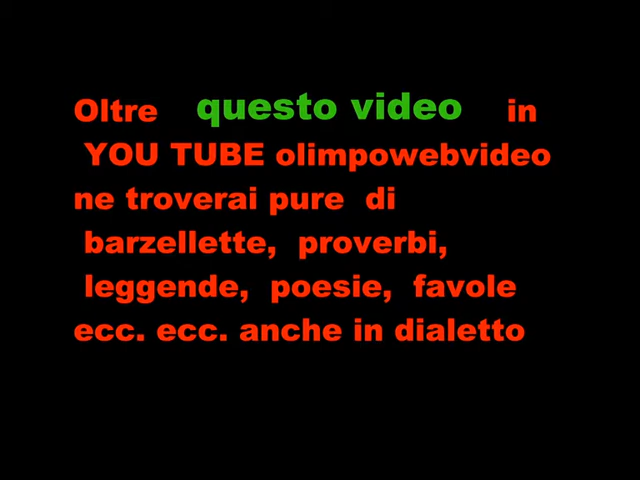 Oltre questo video in
YOU TUBE olimpowebvideo
ne troverai pure di
barzellette, proverbi,
leggende, poesie, favole
ecc. ecc. anche in dialetto